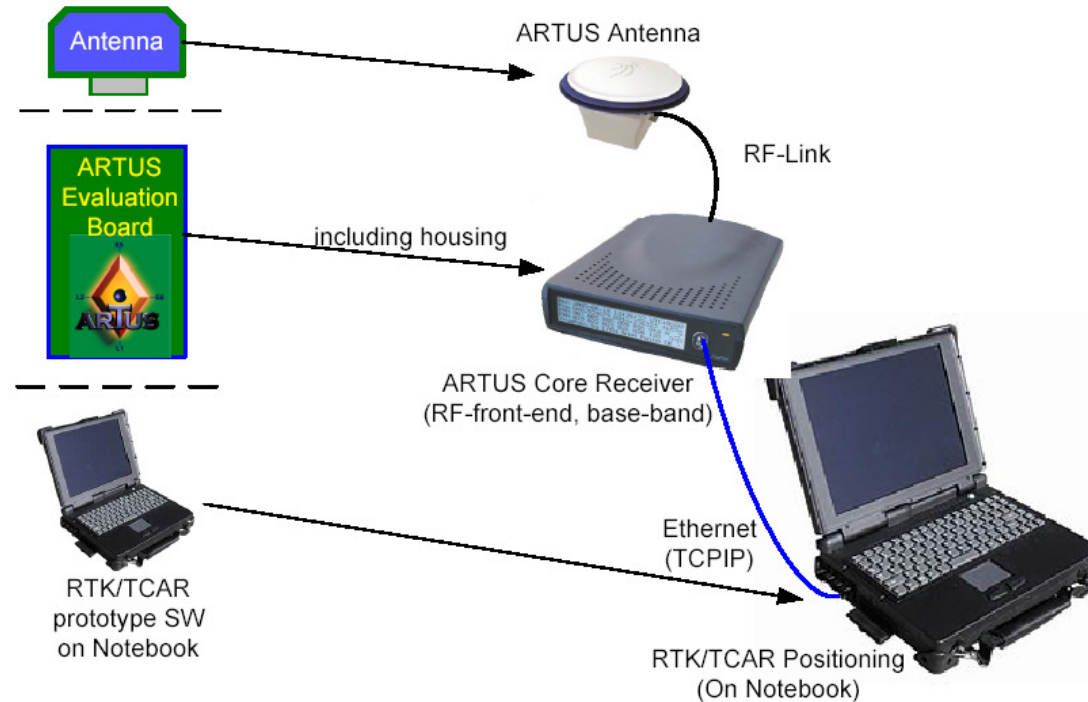 Antenna
ARTUS Antenna
RF-Link
ARTUS
Evaluation
Board
ARTUS
including housing
ARTUS Core Receiver
(RF-front-end, base-band)
Ethernet
(TCPIP)
RTK/TCAR
prototype SW
on Notebook
RTK/TCAR Positioning
(On Notebook)